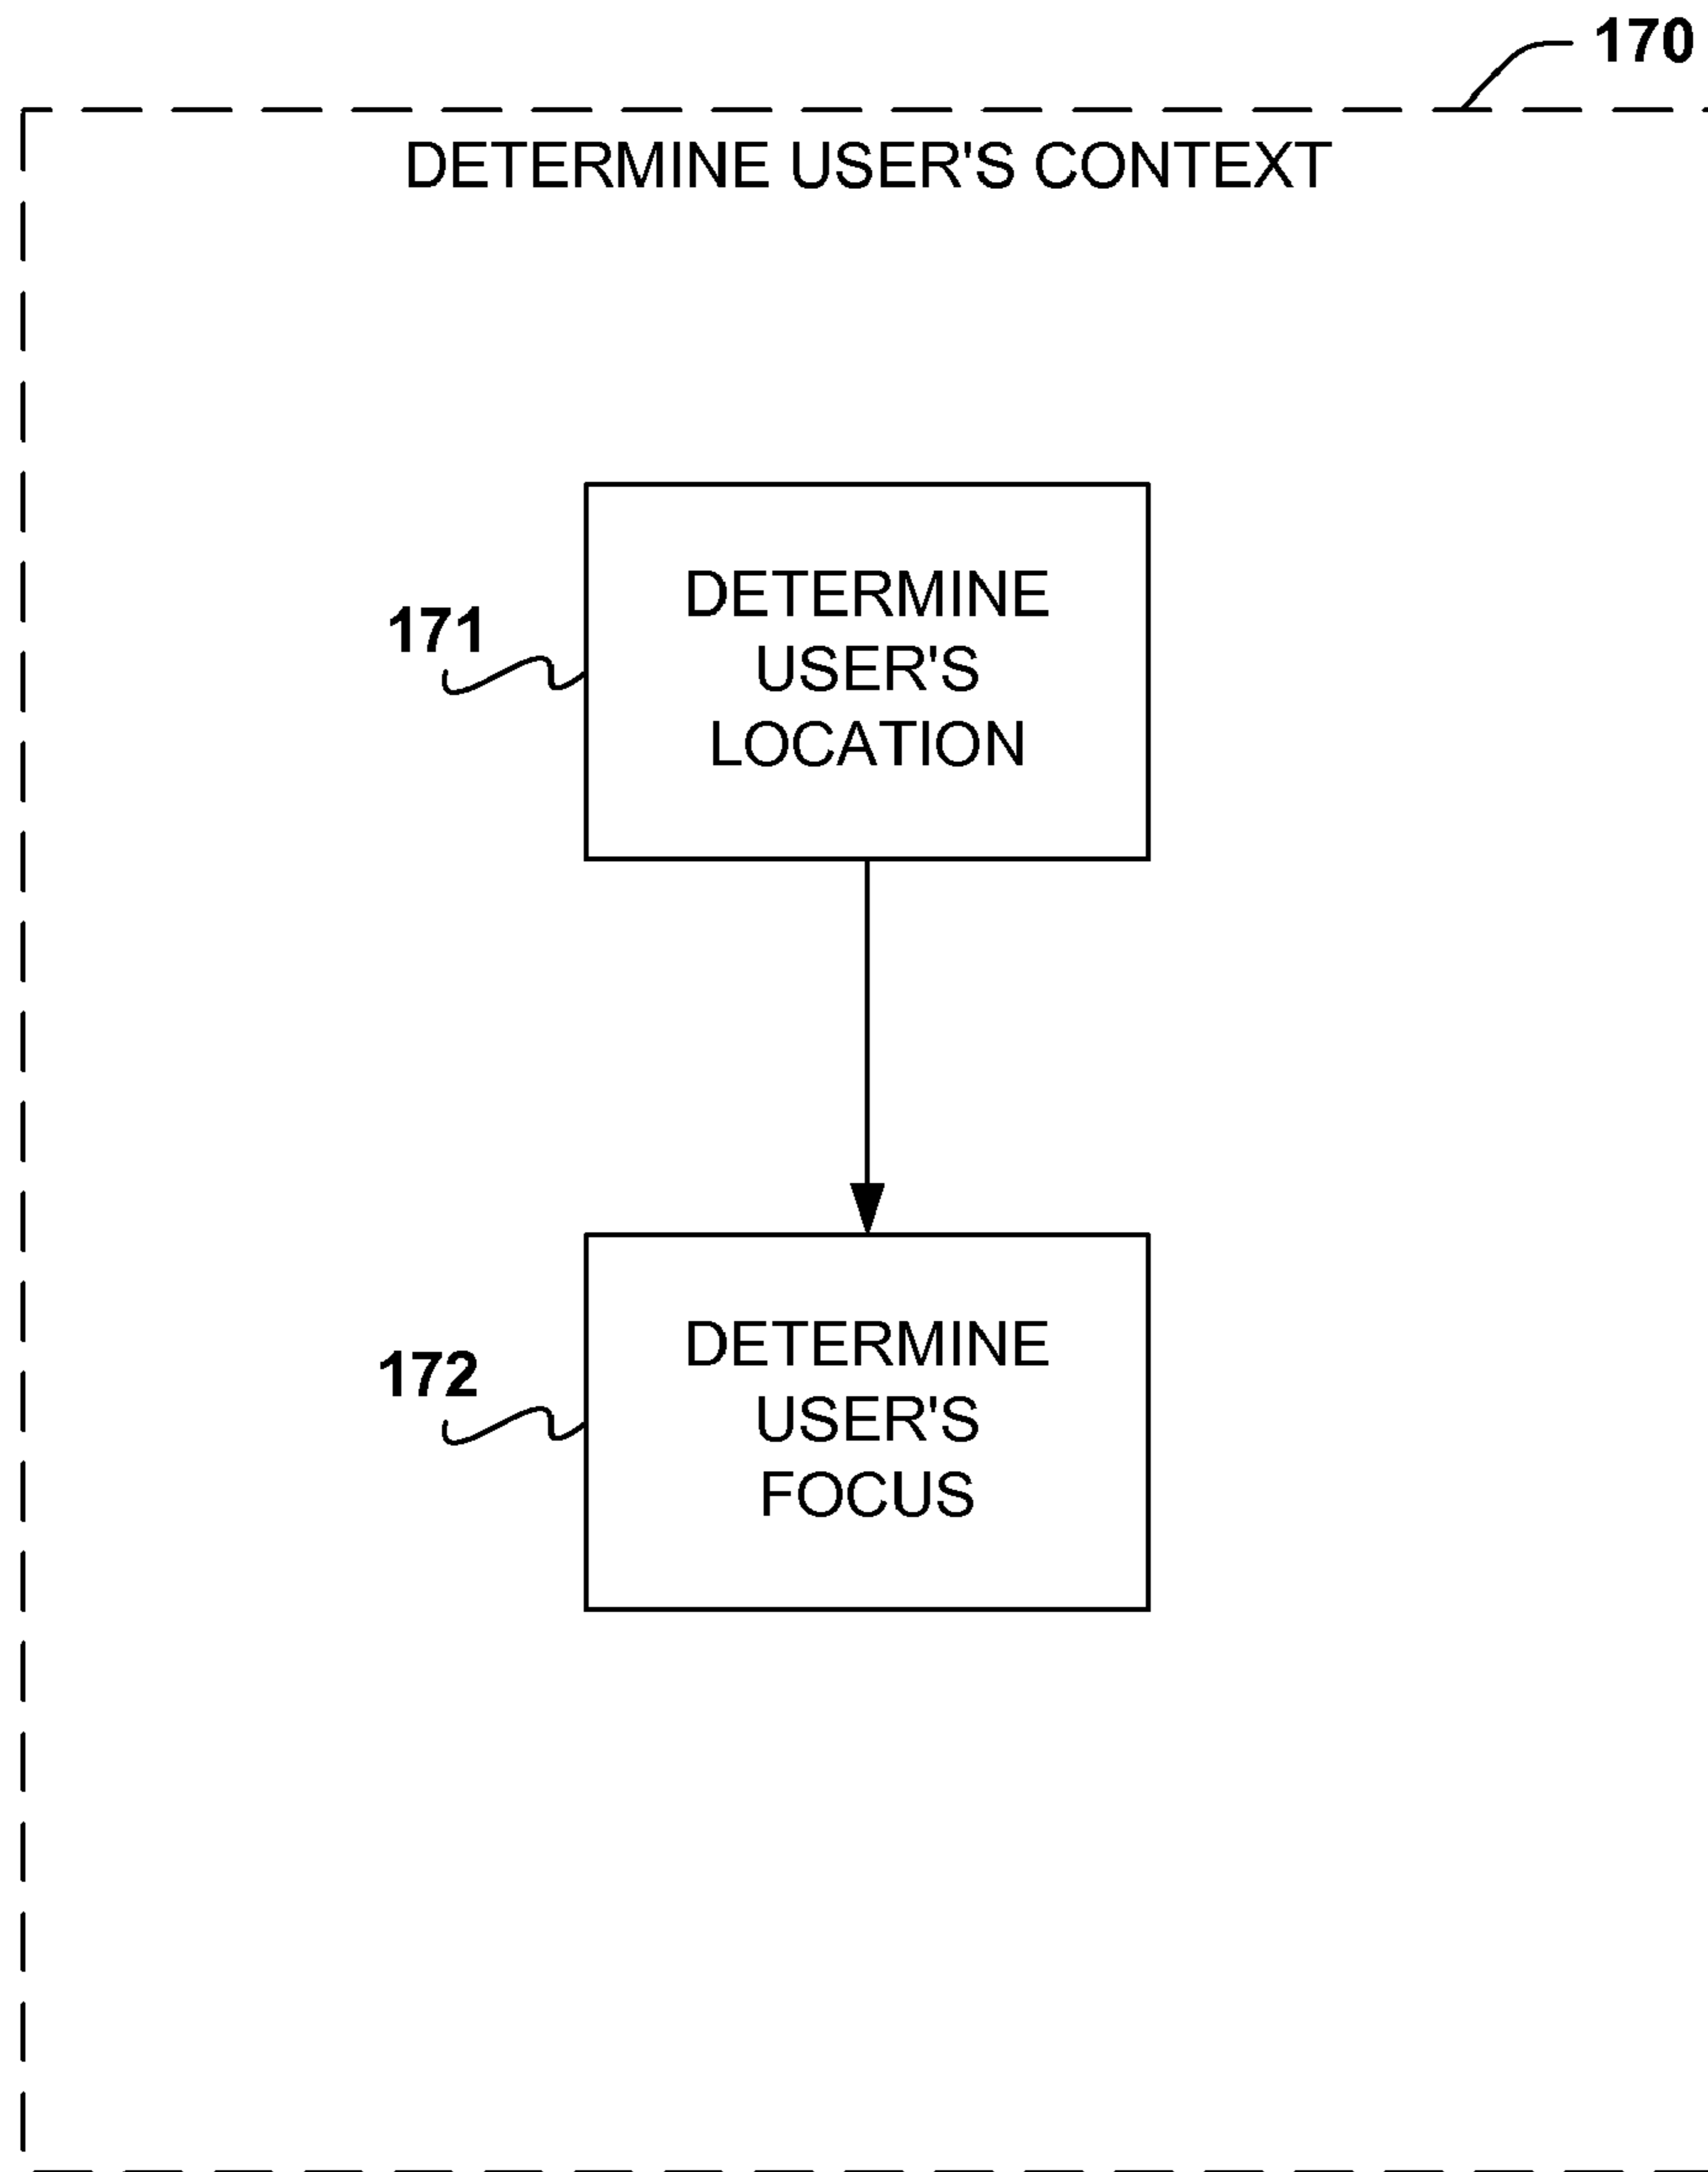 170
DETERMINE USER'S CONTEXT
171
DETERMINE
USER'S
LOCATION
172
DETERMINE
USER'S
FOCUS